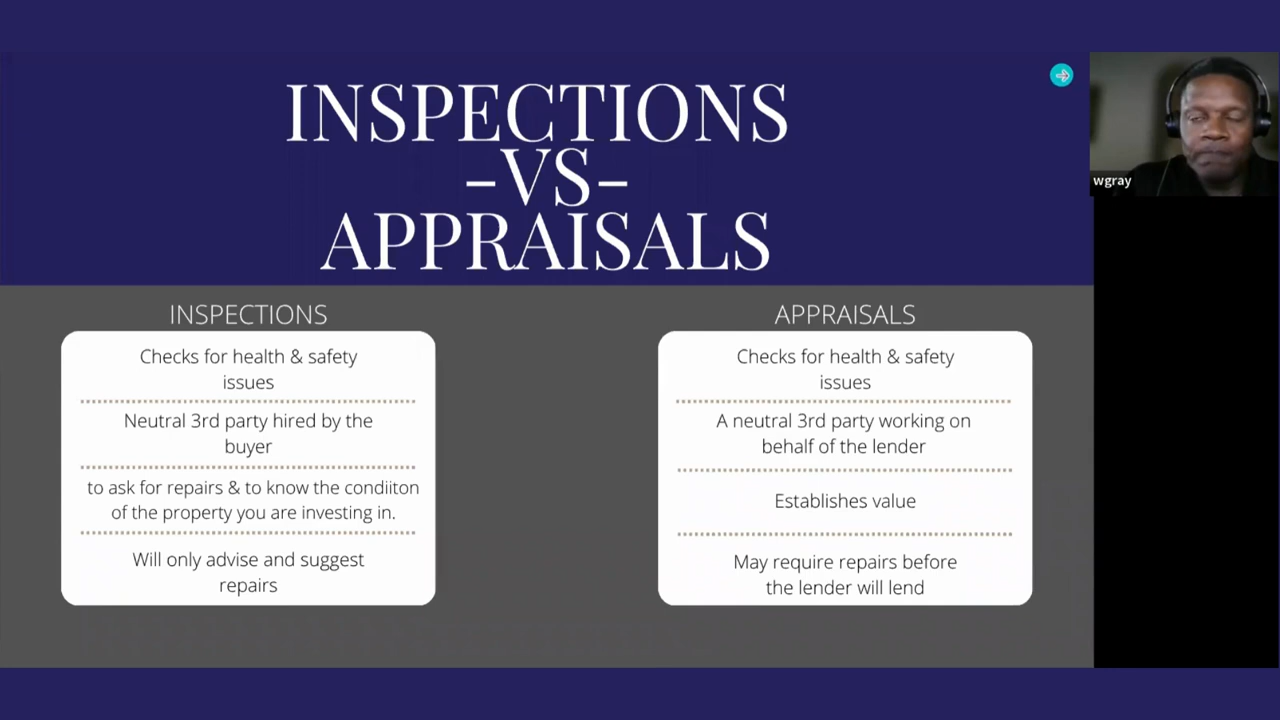 INSPECTIONS
-VS-
APPRAISALS
wgray
INSPECTIONS
Checks for health & safety
issues
Neutral 3rd party hired by the
buyer
to ask for repairs & to know the condiiton
of the property you are investing in.
Will only advise and suggest
repairs
APPRAISALS
Checks for health & safety
issues
A neutral 3rd party working on
behalf of the lender
Establishes value
May require repairs before
the lender will lend